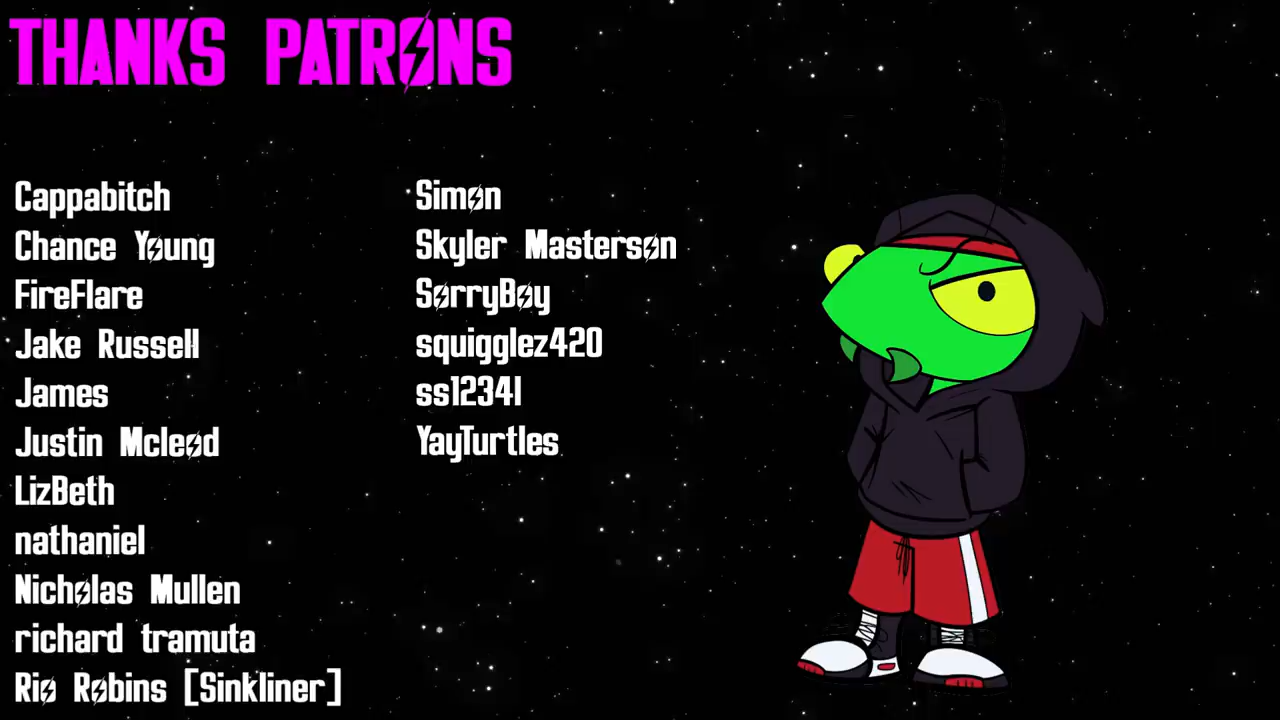 THANKS PATRONS
Cappabitch
Chance Young
FireFlare
Jake Russell
James
Justin Mcleod
LizBeth
nathaniel
Nicholas Mullen
richard tramuta
Rio Robins [Sinkliner]
Simon
Skyler Masterson
SorryBoy
squigglez420
ss1234l
YayTurtles